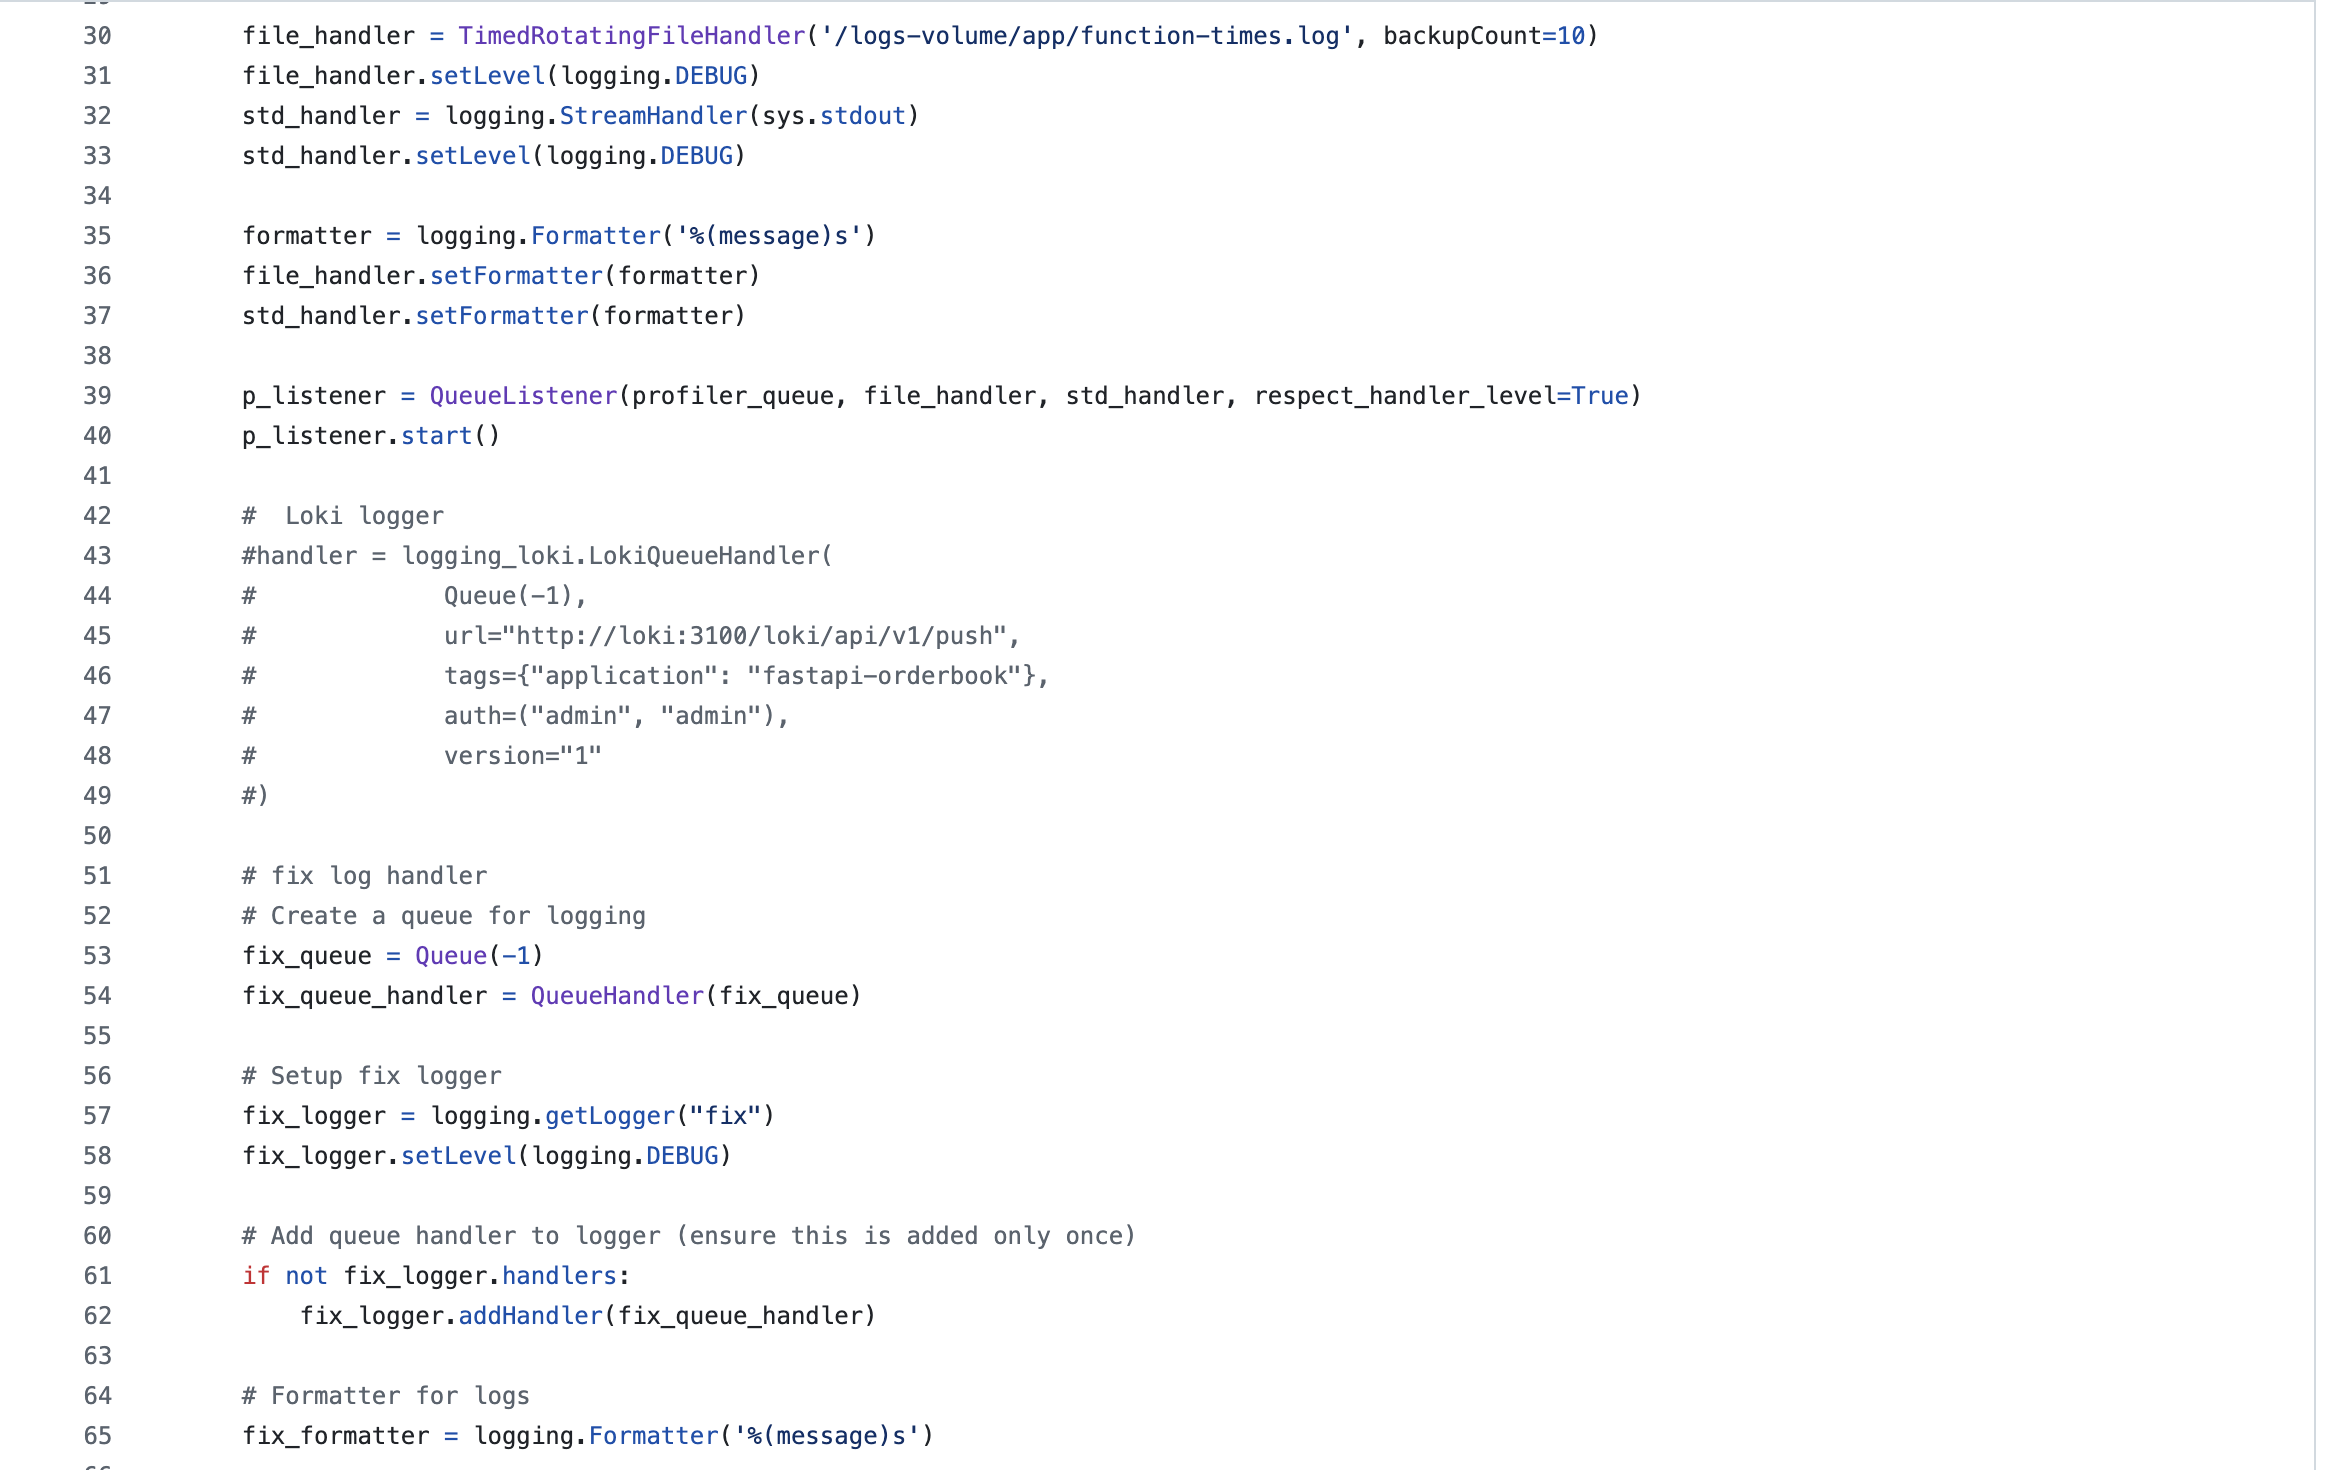 30 file_handler = TimedRotatingFileHandler('/logs-volume/app/function-times.log', backupCount=10)
31 file_handler.setLevel(logging.DEBUG)
32 std_handler = logging.StreamHandler(sys.stdout)
33 std_handler.setLevel(logging.DEBUG)
34
35 formatter = logging.Formatter('%(message)s')
36 file_handler.setFormatter(formatter)
37 std_handler.setFormatter(formatter)
38
39 p_listener = QueueListener(profiler_queue, file_handler, std_handler, respect_handler_level=True)
40 p_listener.start()
41
42 #  Loki logger
43 #handler = logging_loki.LokiQueueHandler(
44 #             Queue(-1),
45 #             url="http://loki:3100/loki/api/v1/push",
46 #             tags={"application": "fastapi-orderbook"},
47 #             auth=("admin", "admin"),
48 #             version="1"
49 #)
50
51 # fix log handler
52 # Create a queue for logging
53 fix_queue = Queue(-1)
54 fix_queue_handler = QueueHandler(fix_queue)
55
56 # Setup fix logger
57 fix_logger = logging.getLogger("fix")
58 fix_logger.setLevel(logging.DEBUG)
59
60 # Add queue handler to logger (ensure this is added only once)
61 if not fix_logger.handlers:
62     fix_logger.addHandler(fix_queue_handler)
63
64 # Formatter for logs
65 fix_formatter = logging.Formatter('%(message)s')